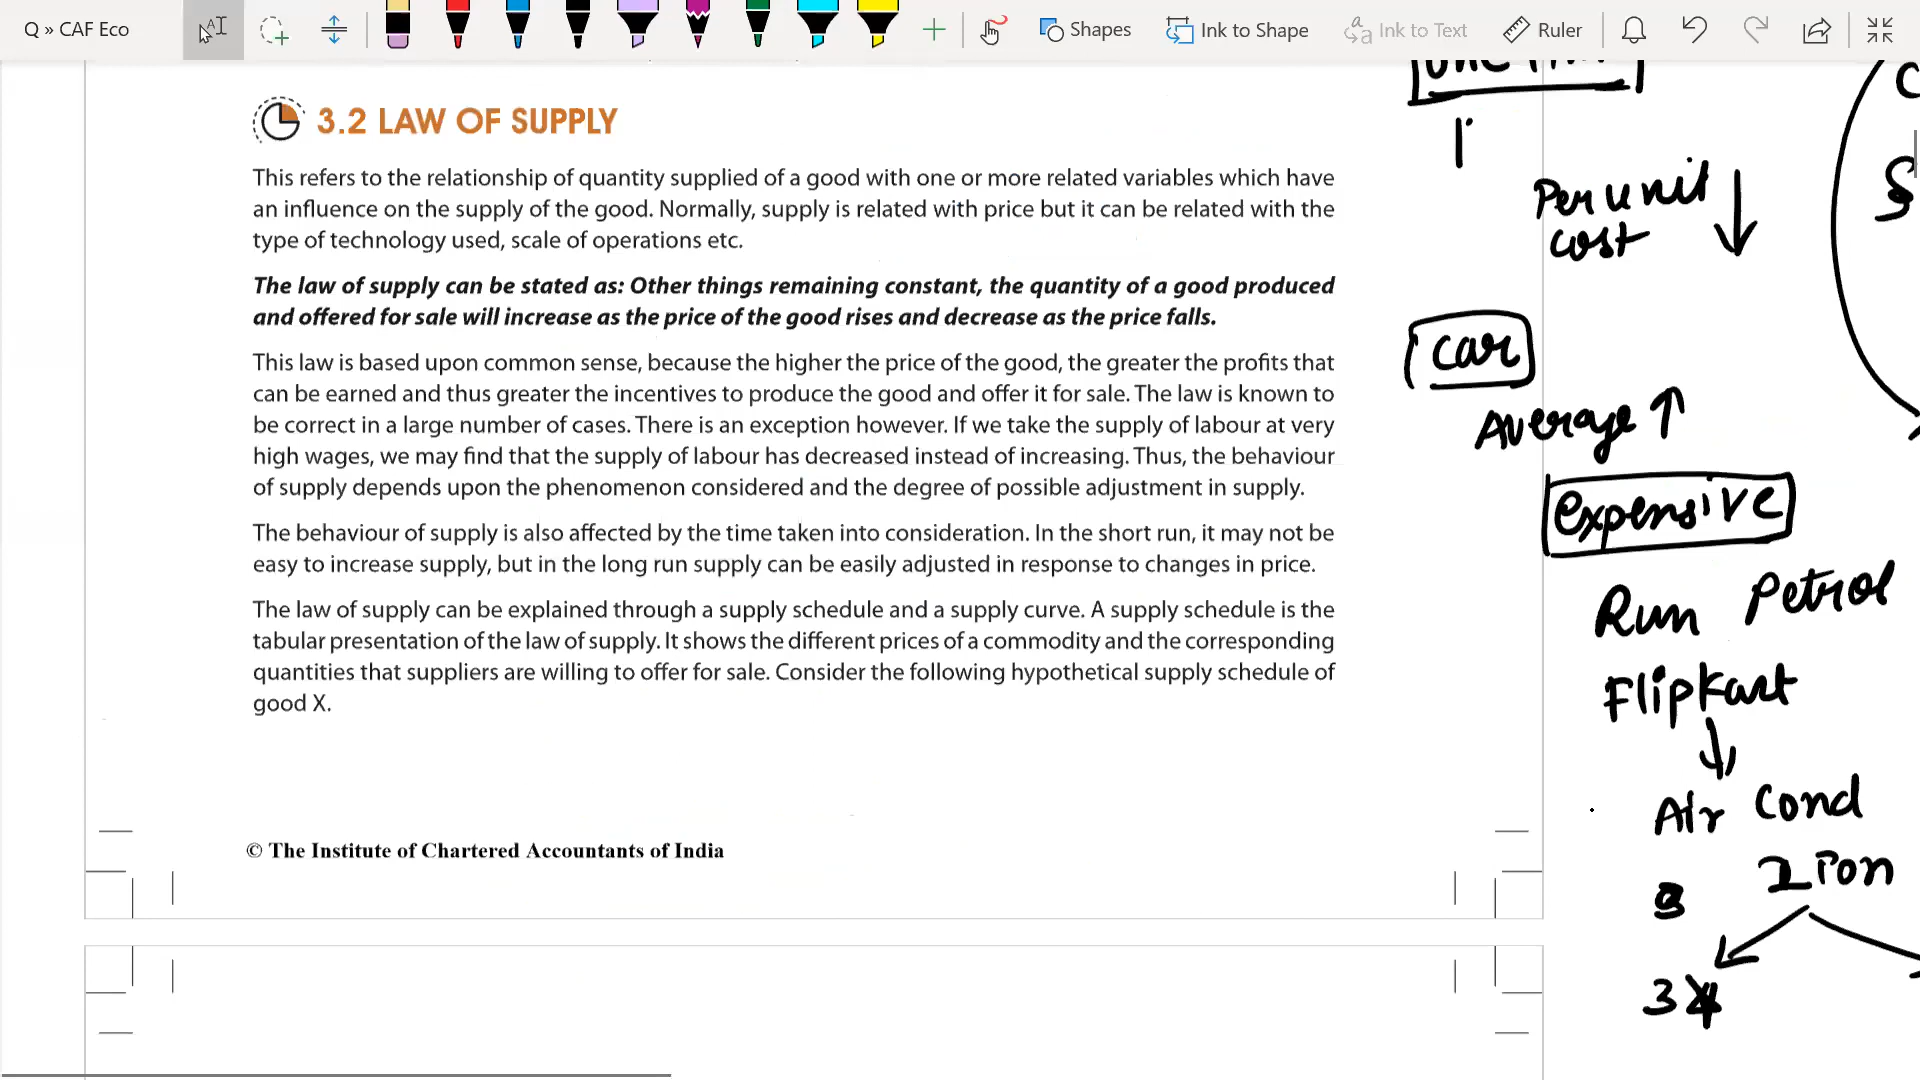 Q » CAF Eco
Shapes
Ink to Shape
Ink to Text
Ruler
3.2 LAW OF SUPPLY
This refers to the relationship of quantity supplied of a good with one or more related variables which have
an influence on the supply of the good. Normally, supply is related with price but it can be related with the
type of technology used, scale of operations etc.
The law of supply can be stated as: Other things remaining constant, the quantity of a good produced
and offered for sale will increase as the price of the good rises and decrease as the price falls.
This law is based upon common sense, because the higher the price of the good, the greater the profits that
can be earned and thus greater the incentives to produce the good and offer it for sale. The law is known to
be correct in a large number of cases. There is an exception however. If we take the supply of labour at very
high wages, we may find that the supply of labour has decreased instead of increasing. Thus, the behaviour
of supply depends upon the phenomenon considered and the degree of possible adjustment in supply.
The behaviour of supply is also affected by the time taken into consideration. In the short run, it may not be
easy to increase supply, but in the long run supply can be easily adjusted in response to changes in price.
The law of supply can be explained through a supply schedule and a supply curve. A supply schedule is the
tabular presentation of the law of supply. It shows the different prices of a commodity and the corresponding
quantities that suppliers are willing to offer for sale. Consider the following hypothetical supply schedule of
good X.
© The Institute of Chartered Accountants of India
Per unit
cost
car
Average ↑
expensive
Run Petrol
Flipkart
Air Cond